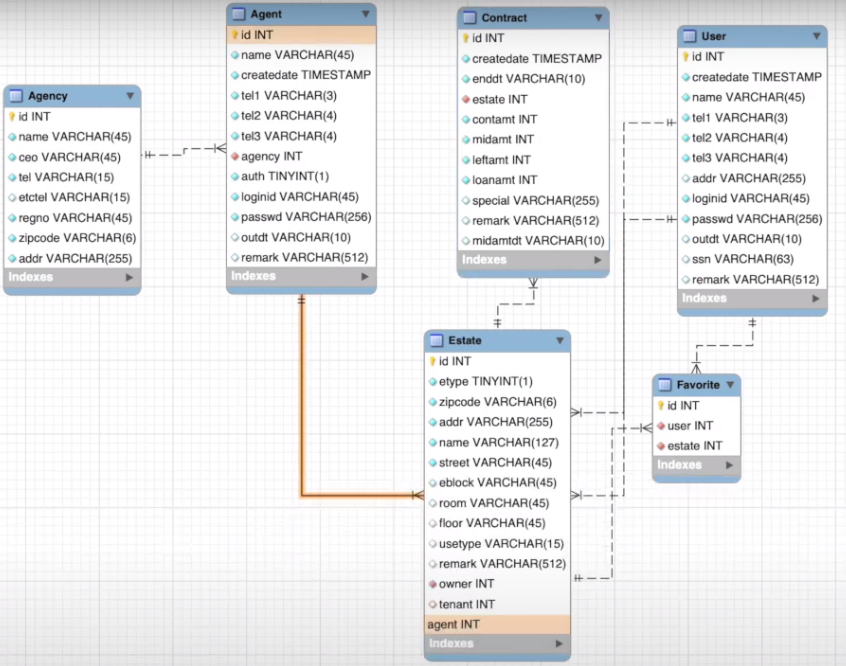 Agency
id INT
name VARCHAR(45)
ceo VARCHAR(45)
tel VARCHAR(15)
etctel VARCHAR(15)
regno VARCHAR(45)
zipcode VARCHAR(6)
addr VARCHAR(255)
Indexes
Agent
id INT
name VARCHAR(45)
createdate TIMESTAMP
tel1 VARCHAR(3)
tel2 VARCHAR(4)
tel3 VARCHAR(4)
agency INT
auth TINYINT(1)
loginid VARCHAR(45)
passwd VARCHAR(256)
outdt VARCHAR(10)
remark VARCHAR(512)
Indexes
Contract
id INT
createdate TIMESTAMP
enddt VARCHAR(10)
estate INT
contamt INT
midamt INT
leftamt INT
loanamt INT
special VARCHAR(255)
remark VARCHAR(512)
midamtdt VARCHAR(10)
Indexes
User
id INT
createdate TIMESTAMP
name VARCHAR(45)
tel1 VARCHAR(3)
tel2 VARCHAR(4)
tel3 VARCHAR(4)
addr VARCHAR(255)
loginid VARCHAR(45)
passwd VARCHAR(256)
outdt VARCHAR(10)
ssn VARCHAR(63)
remark VARCHAR(512)
Indexes
Estate
id INT
etype TINYINT(1)
zipcode VARCHAR(6)
addr VARCHAR(255)
name VARCHAR(127)
street VARCHAR(45)
eblock VARCHAR(45)
room VARCHAR(45)
floor VARCHAR(45)
usetype VARCHAR(15)
remark VARCHAR(512)
owner INT
tenant INT
agent INT
Indexes
Favorite
id INT
user INT
estate INT
Indexes